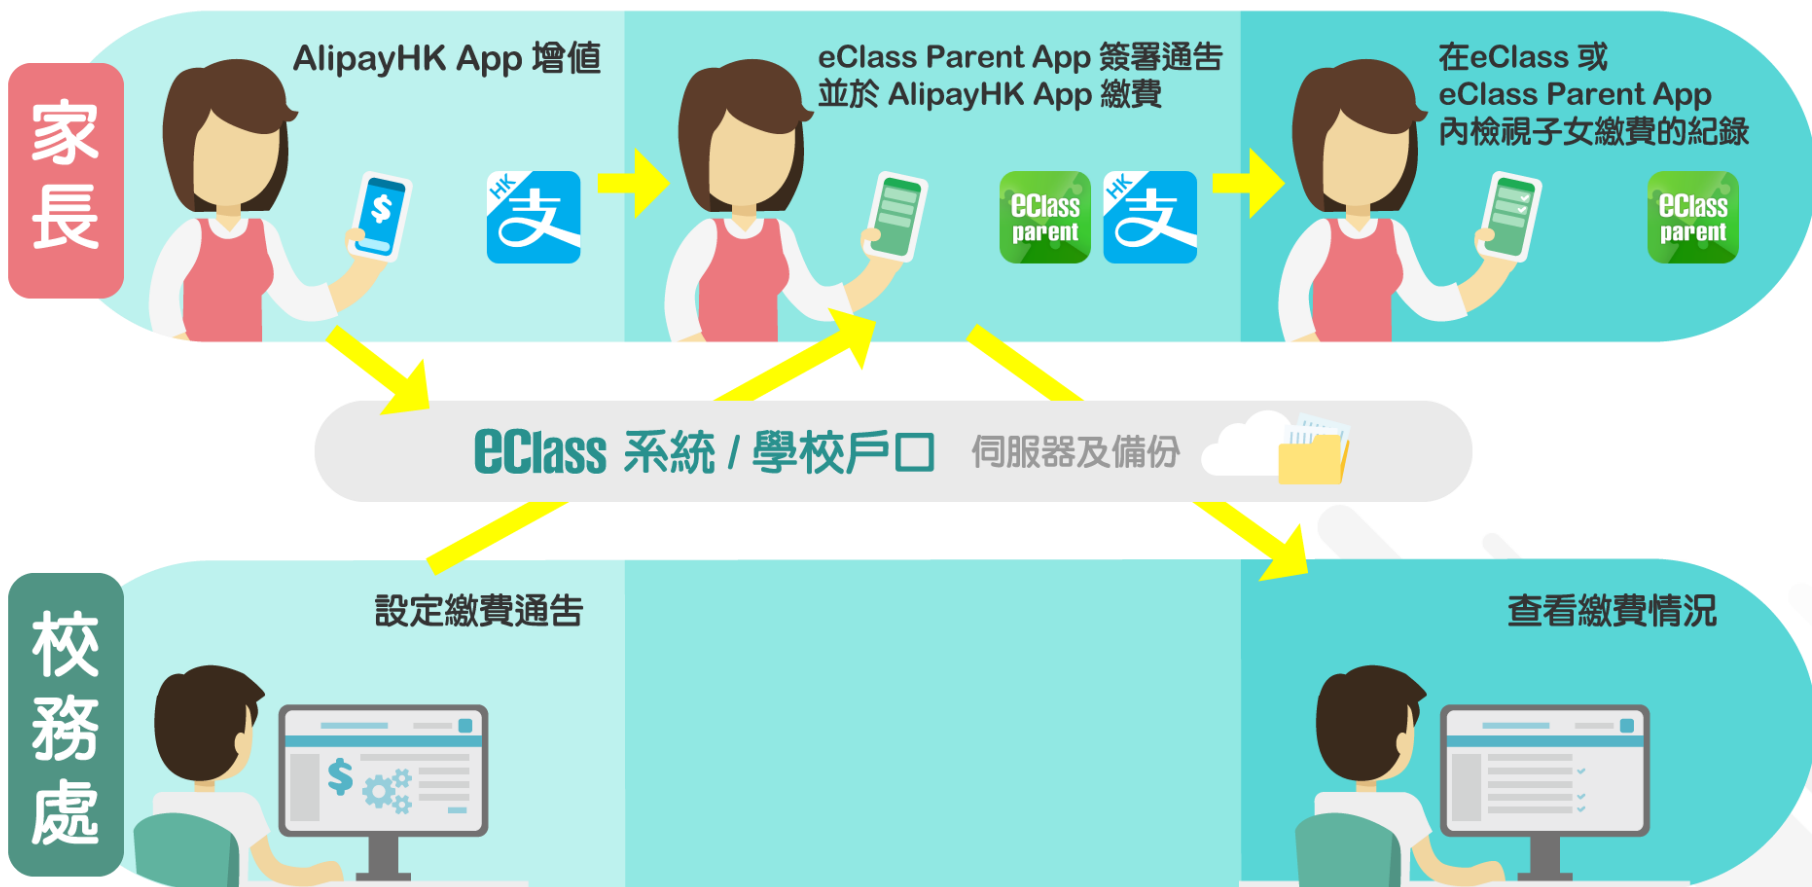 家長
AlipayHK App 增值
HK
支
eClass Parent App 簽署通告
並於 AlipayHK App 繳費
eClass
parent
HK
支
在eClass 或
eClass Parent App
內檢視子女繳費的紀錄
eClass
parent
eClass 系統 / 學校戶口 伺服器及備份
校務處
設定繳費通告
查看繳費情況
$
$